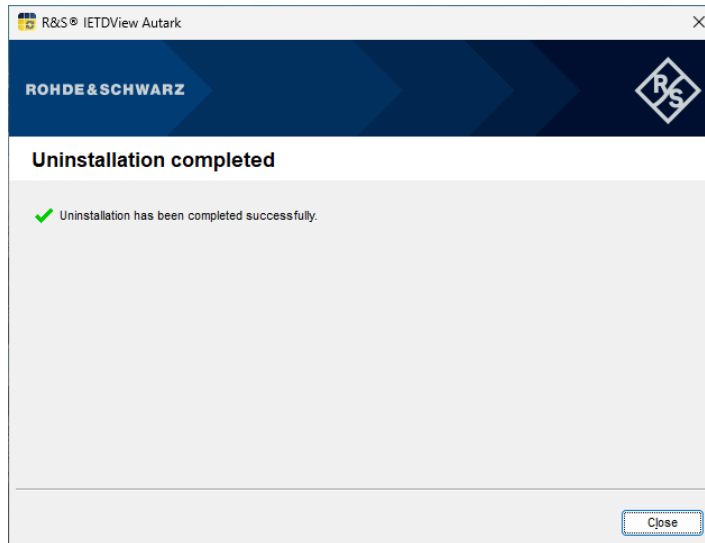 R&S® IETDView Autark
ROHDE&SCHWARZ
R&S
Uninstallation completed
Uninstallation has been completed successfully.
Close